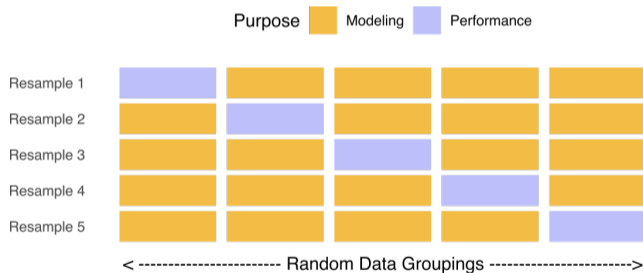 Purpose Modeling Performance
Resample 1
Resample 2
Resample 3
Resample 4
Resample 5
< ---------------------- Random Data Groupings ---------------------- >